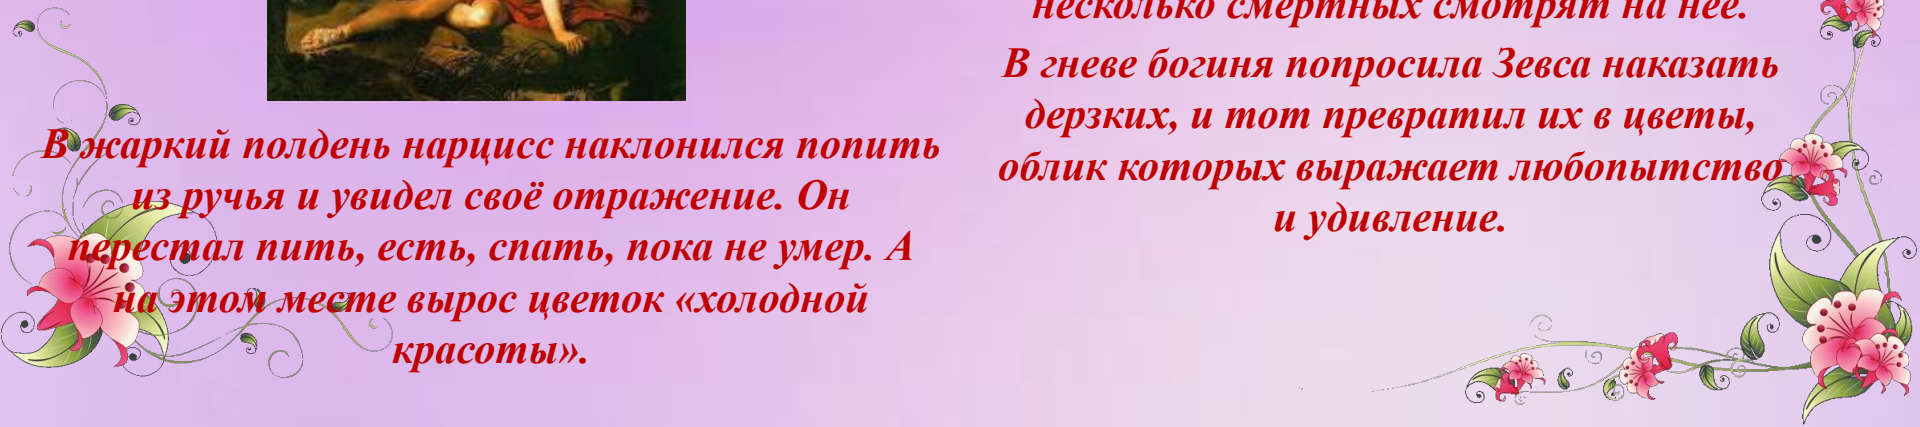 В жаркий полдень нарцисс наклонился попить
из ручья и увидел своё отражение. Он
перестал пить, есть, спать, пока не умер. А
на этом месте вырос цветок «холодной
красоты».
несколько смертных смотрят на неё.
В гневе богиня попросила Зевса наказать
дерзких, и тот превратил их в цветы,
облик которых выражает любопытство
и удивление.